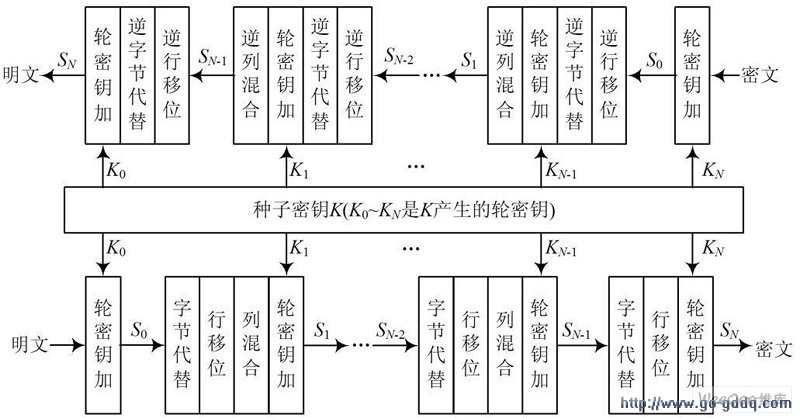 明文
S_N
轮密钥加
逆字节代替
逆行移位
S_N-1
逆列混合
轮密钥加
逆字节代替
逆行移位
S_N-2
...
S_1
逆列混合
轮密钥加
逆字节代替
逆行移位
S_0
轮密钥加
密文
K_0
K_1
...
K_N-1
K_N
种子密钥K(K_0~K_N是K产生的轮密钥)
K_0
K_1
...
K_N-1
K_N
明文
轮密钥加
S_0
字节代替
行移位
列混合
轮密钥加
S_1
...
S_N-2
字节代替
行移位
列混合
轮密钥加
S_N-1
字节代替
行移位
轮密钥加
S_N
密文
http://www.go-gddq.com